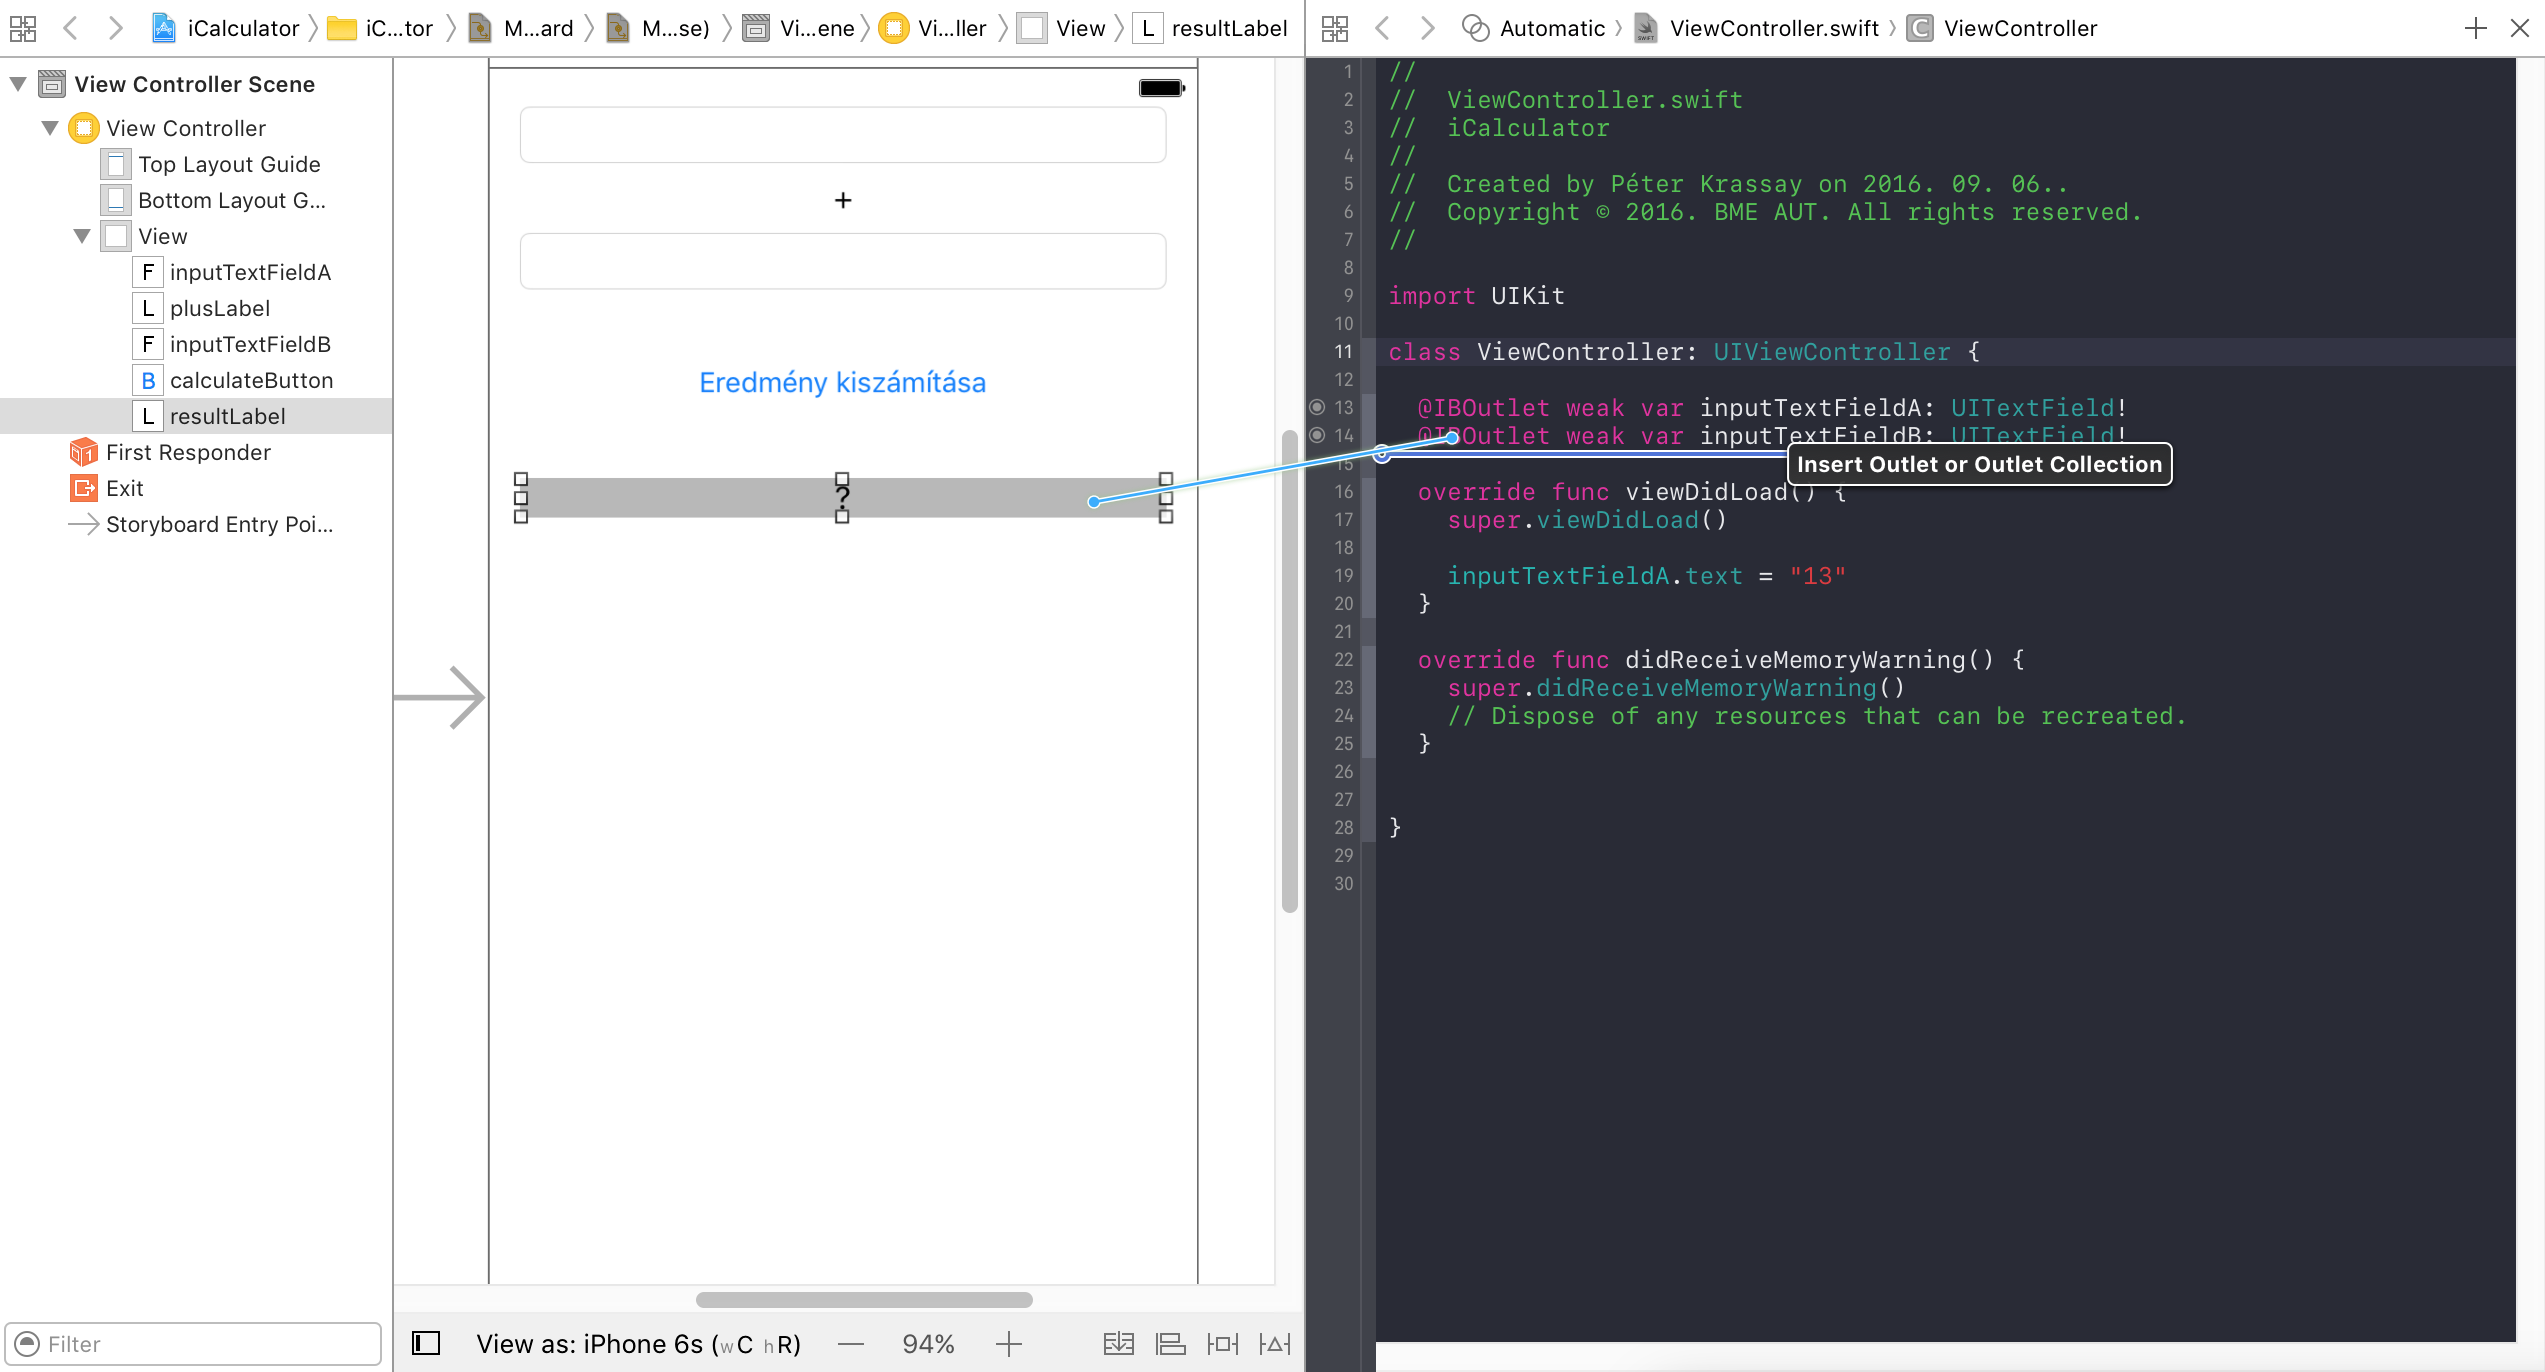 iCalculator
iC...tor
M...ard
M...se)
Vi...ene
Vi...ller
View
L
resultLabel
View Controller Scene
View Controller
Top Layout Guide
Bottom Layout G...
View
F inputTextFieldA
L plusLabel
F inputTextFieldB
B calculateButton
L resultLabel
First Responder
Exit
Storyboard Entry Poi...
Filter
+
Eredmény kiszámítása
?
View as: iPhone 6s (wC hR)
94%
Automatic
ViewController.swift
C ViewController
1 //
2 //  ViewController.swift
3 //  iCalculator
4 //
5 //  Created by Péter Krassay on 2016. 09. 06..
6 //  Copyright © 2016. BME AUT. All rights reserved.
7 //
8
9 import UIKit
10
11 class ViewController: UIViewController {
12
13   @IBOutlet weak var inputTextFieldA: UITextField!
14   @IBOutlet weak var inputTextFieldB: UITextField!
15
Insert Outlet or Outlet Collection
16   override func viewDidLoad() {
17     super.viewDidLoad()
18
19     inputTextFieldA.text = "13"
20   }
21
22   override func didReceiveMemoryWarning() {
23     super.didReceiveMemoryWarning()
24     // Dispose of any resources that can be recreated.
25   }
26
27
28 }
29
30